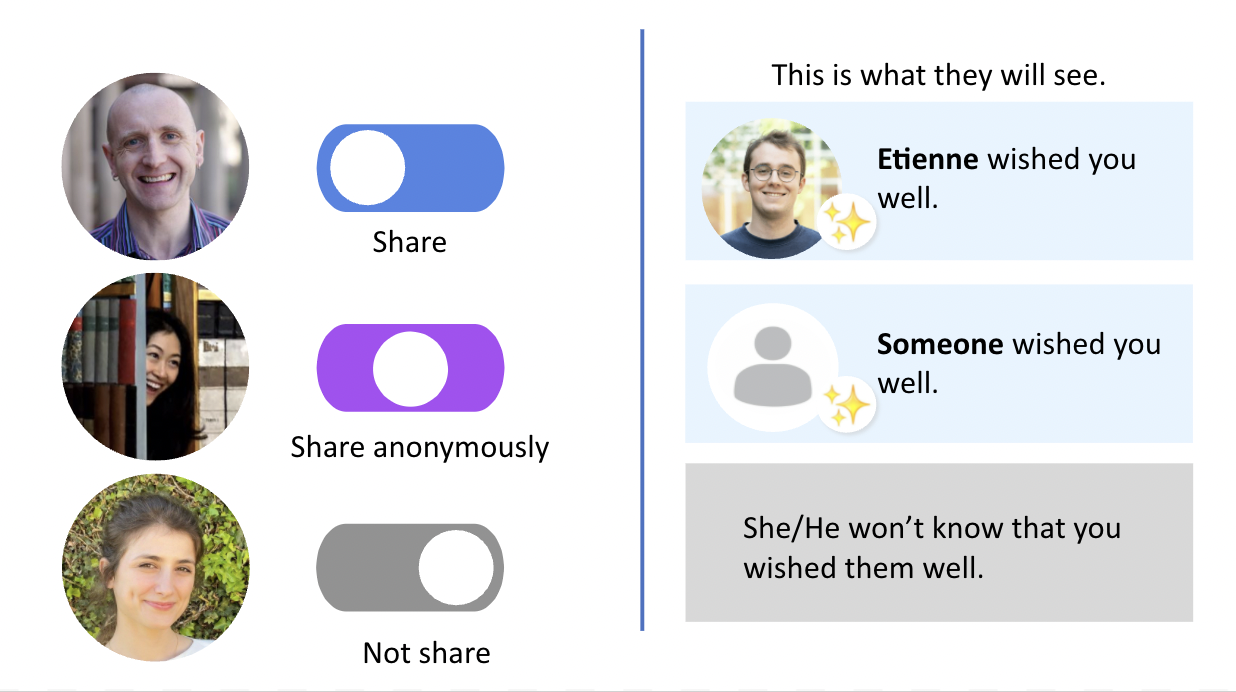 Share
Share anonymously
Not share
This is what they will see.
Etienne wished you
well.
Someone wished you
well.
She/He won’t know that you
wished them well.